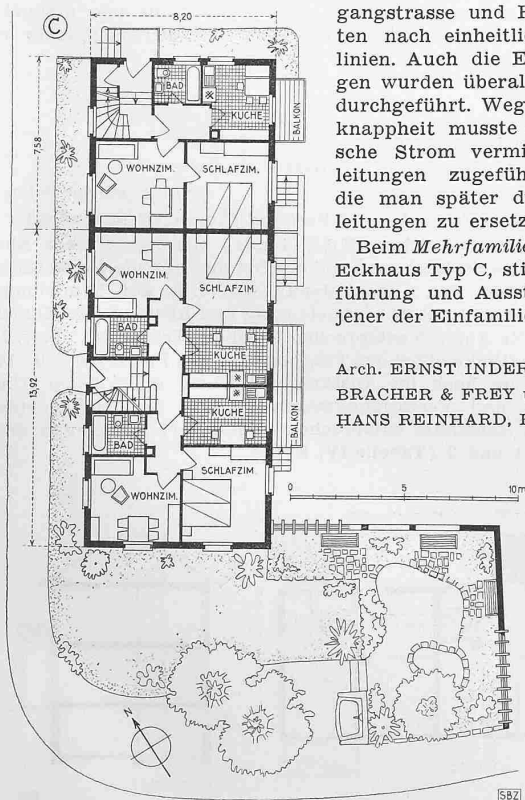 C
8,20
gangstrasse und
ten nach einheitlic
linien. Auch die E
gen wurden überal
durchgeführt. Weg
knappheit musste
sche Strom vermi
leitungen zugefüh
die man später d
leitungen zu ersetz
Beim Mehrfamili
Eckhaus Typ C, sti
führung und Ausst
jener der Einfamili
Arch. ERNST INDER
BRACHER & FREY
HANS REINHARD,
BAD
KÜCHE
BALKON
7,58
WOHNZIM.
SCHLAFZIM.
WOHNZIM.
SCHLAFZIM.
BAD
KÜCHE
13,92
KÜCHE
BALKON
BAD
SCHLAFZIM.
WOHNZIM.
0 5 10m
N
SBZ